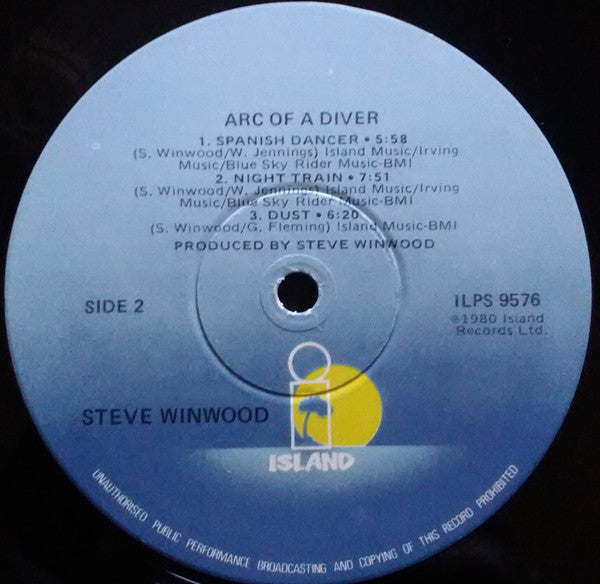 ARC OF A DIVER
1. SPANISH DANCER • 5:58
(S. Winwood/W. Jennings) Island Music/Irving
Music/Blue Sky Rider Music-BMI
2. NIGHT TRAIN • 7:51
(S. Winwood/W. Jennings) Island Music/Irving
Music/Blue Sky Rider Music-BMI
3. DUST • 6:20
(S. Winwood/G. Fleming) Island Music-BMI
PRODUCED BY STEVE WINWOOD
SIDE 2
ILPS 9576
℗1980 Island
Records Ltd.
STEVE WINWOOD
ISLAND
UNAUTHORISED PUBLIC PERFORMANCE BROADCASTING AND COPYING OF THIS RECORD PROHIBITED